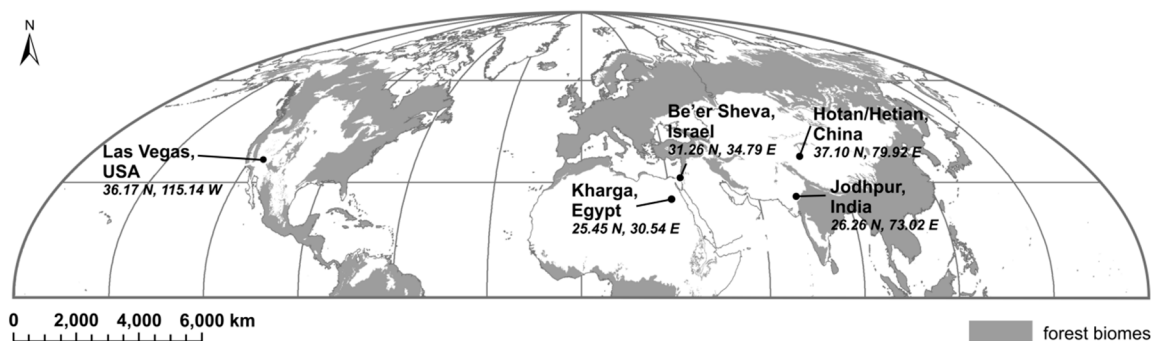 N
Las Vegas,
USA
36.17 N, 115.14 W
Be'er Sheva,
Israel
31.26 N, 34.79 E
Hotan/Hetian,
China
37.10 N, 79.92 E
Kharga,
Egypt
25.45 N, 30.54 E
Jodhpur,
India
26.26 N, 73.02 E
0 2,000 4,000 6,000 km
forest biomes